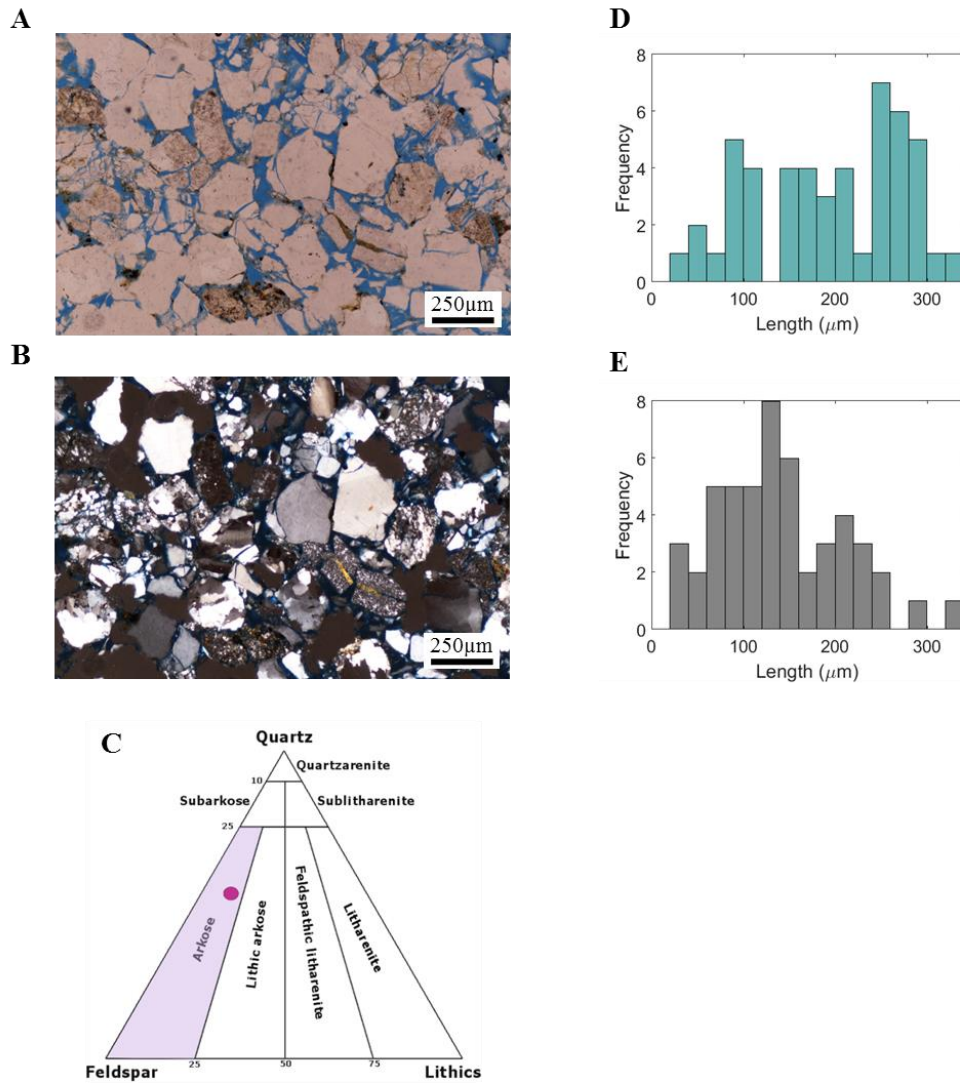 A
250µm
B
250µm
C
Quartz
10
Quartzarenite
Subarkose
Sublitharenite
25
Arkose
Lithic arkose
Feldspathic litharenite
Litharenite
25
50
75
Feldspar
Lithics
D
8
6
4
2
0
Frequency
0
100
200
300
Length (μm)
E
8
6
4
2
0
Frequency
0
100
200
300
Length (μm)